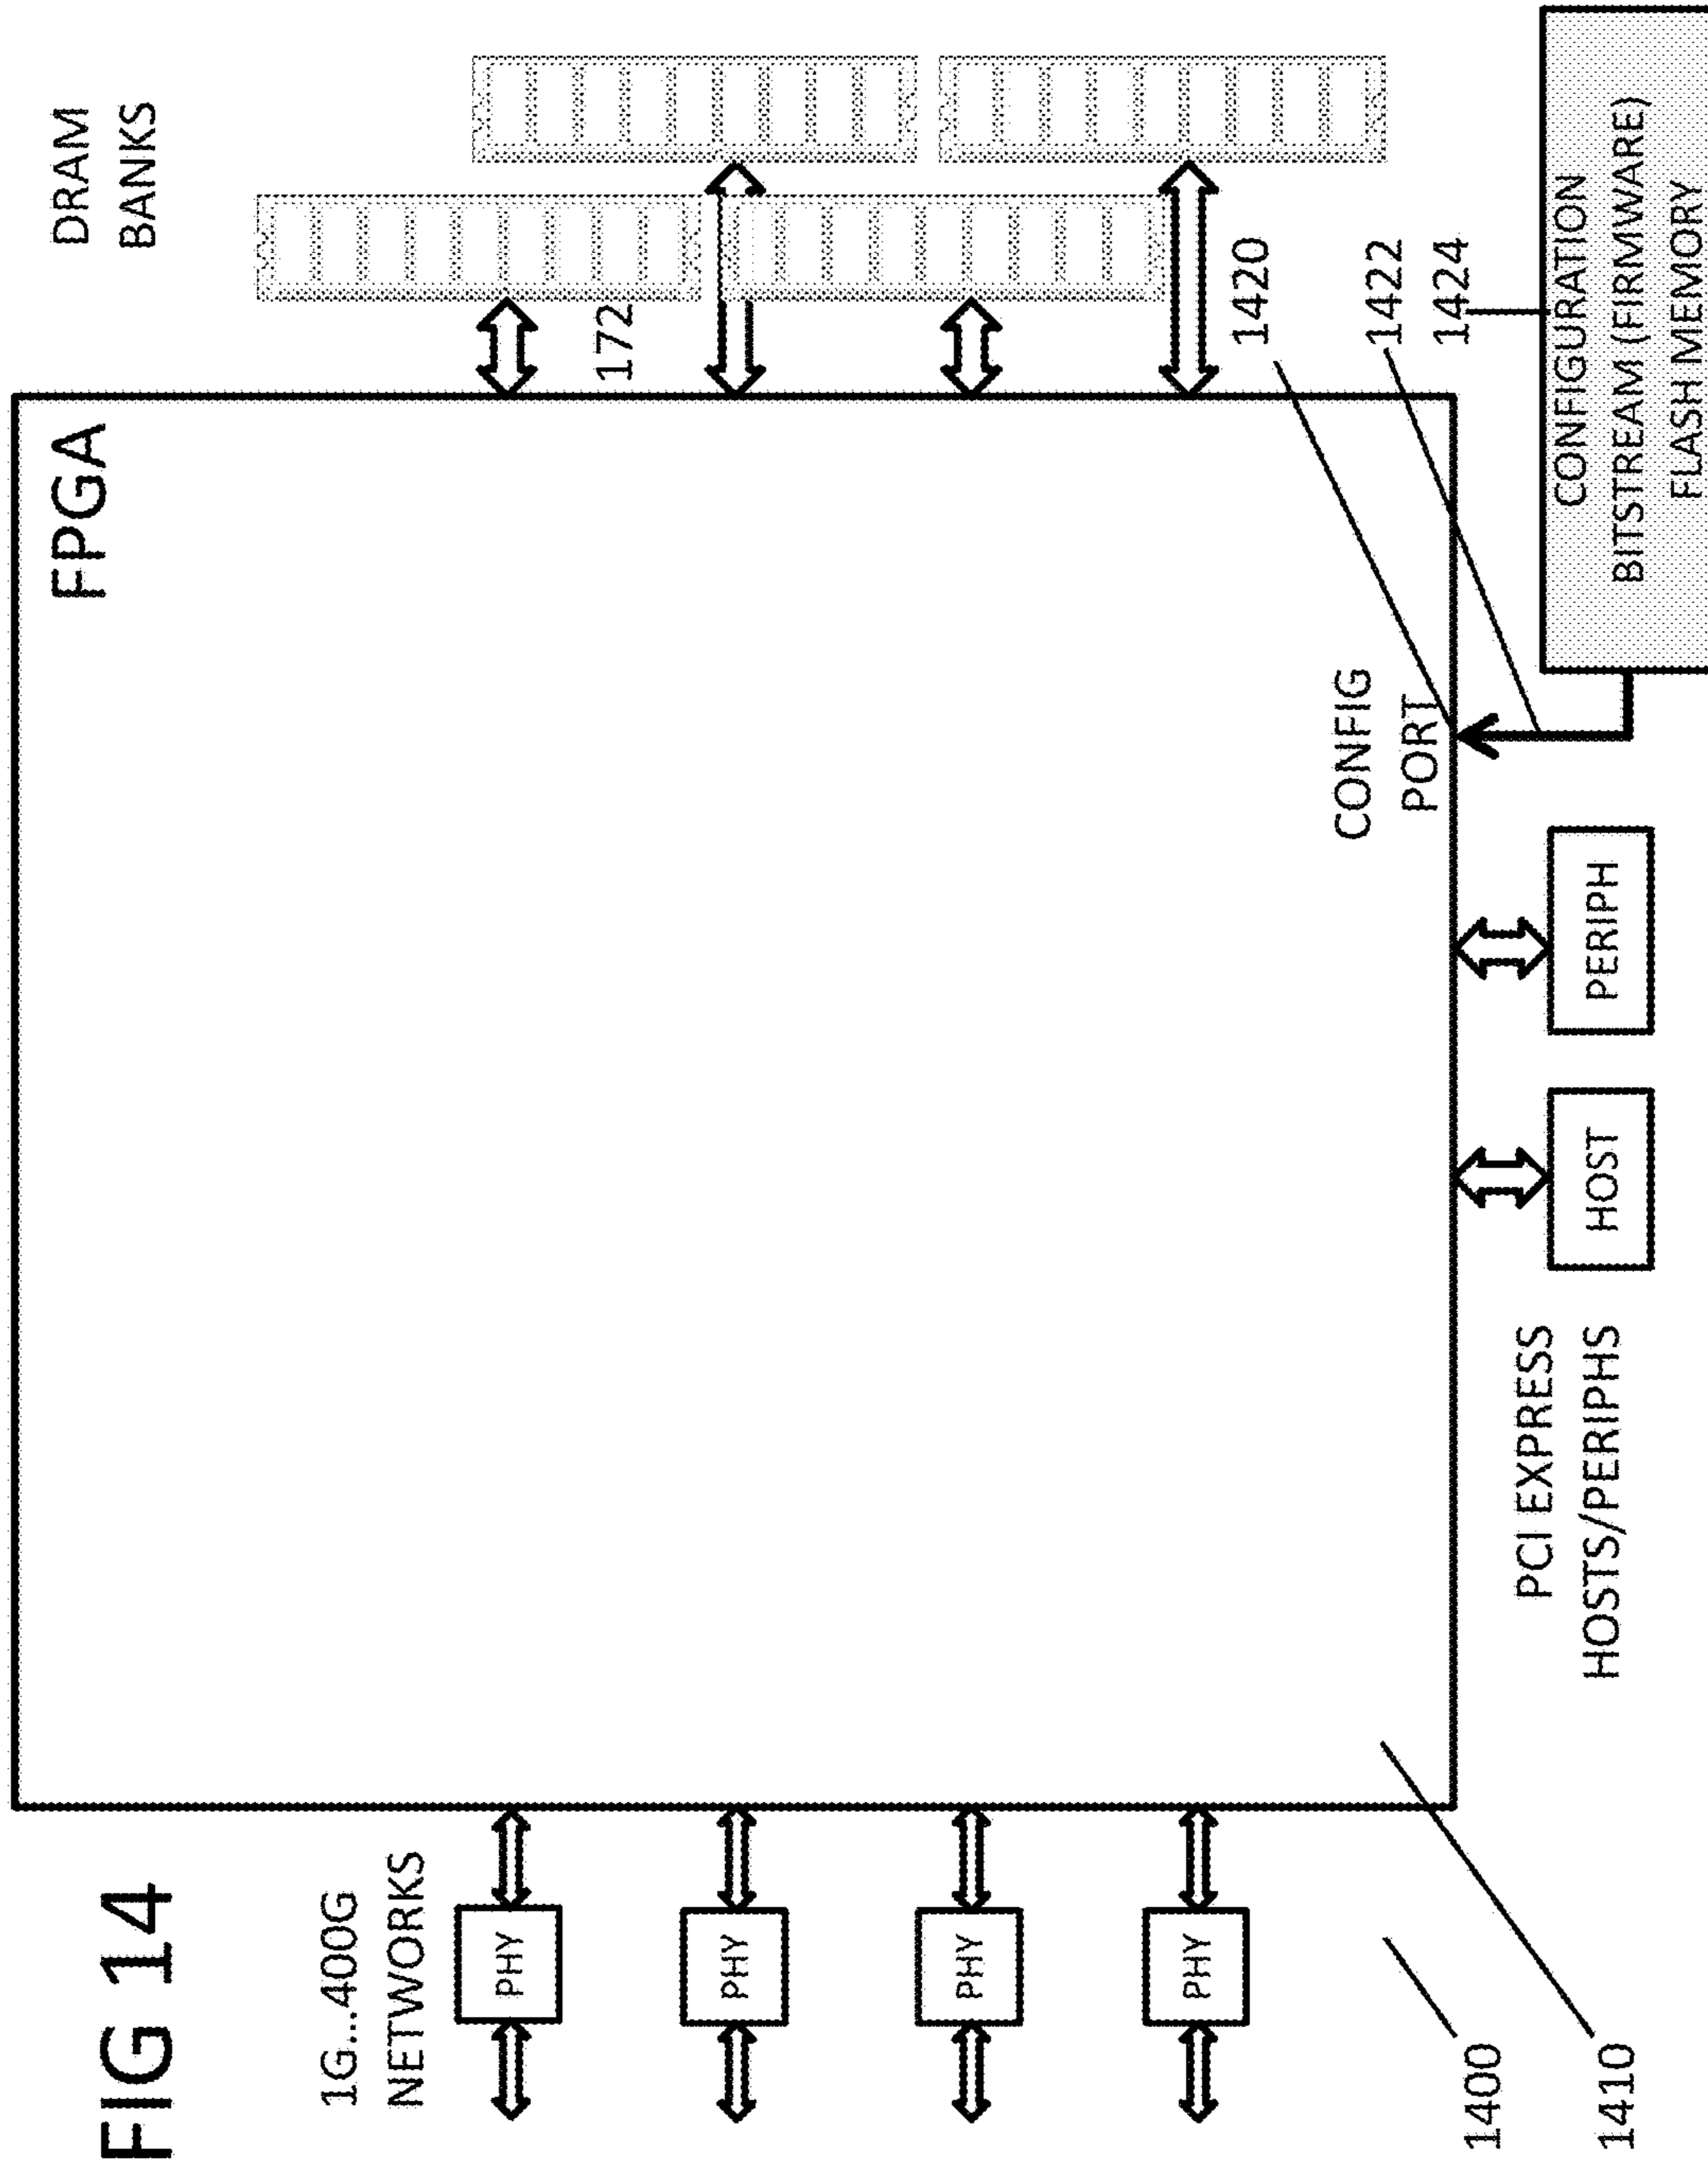 FIG 14
FPGA
DRAM
BANKS
1G...400G
NETWORKS
PHY
PHY
PHY
PHY
172
1420
1422
1424
CONFIG
PORT
CONFIGURATION
BITSTREAM (FIRMWARE)
FLASH MEMORY
PCI EXPRESS
HOSTS/PERIPHS
HOST
PERIPH
1400
1410